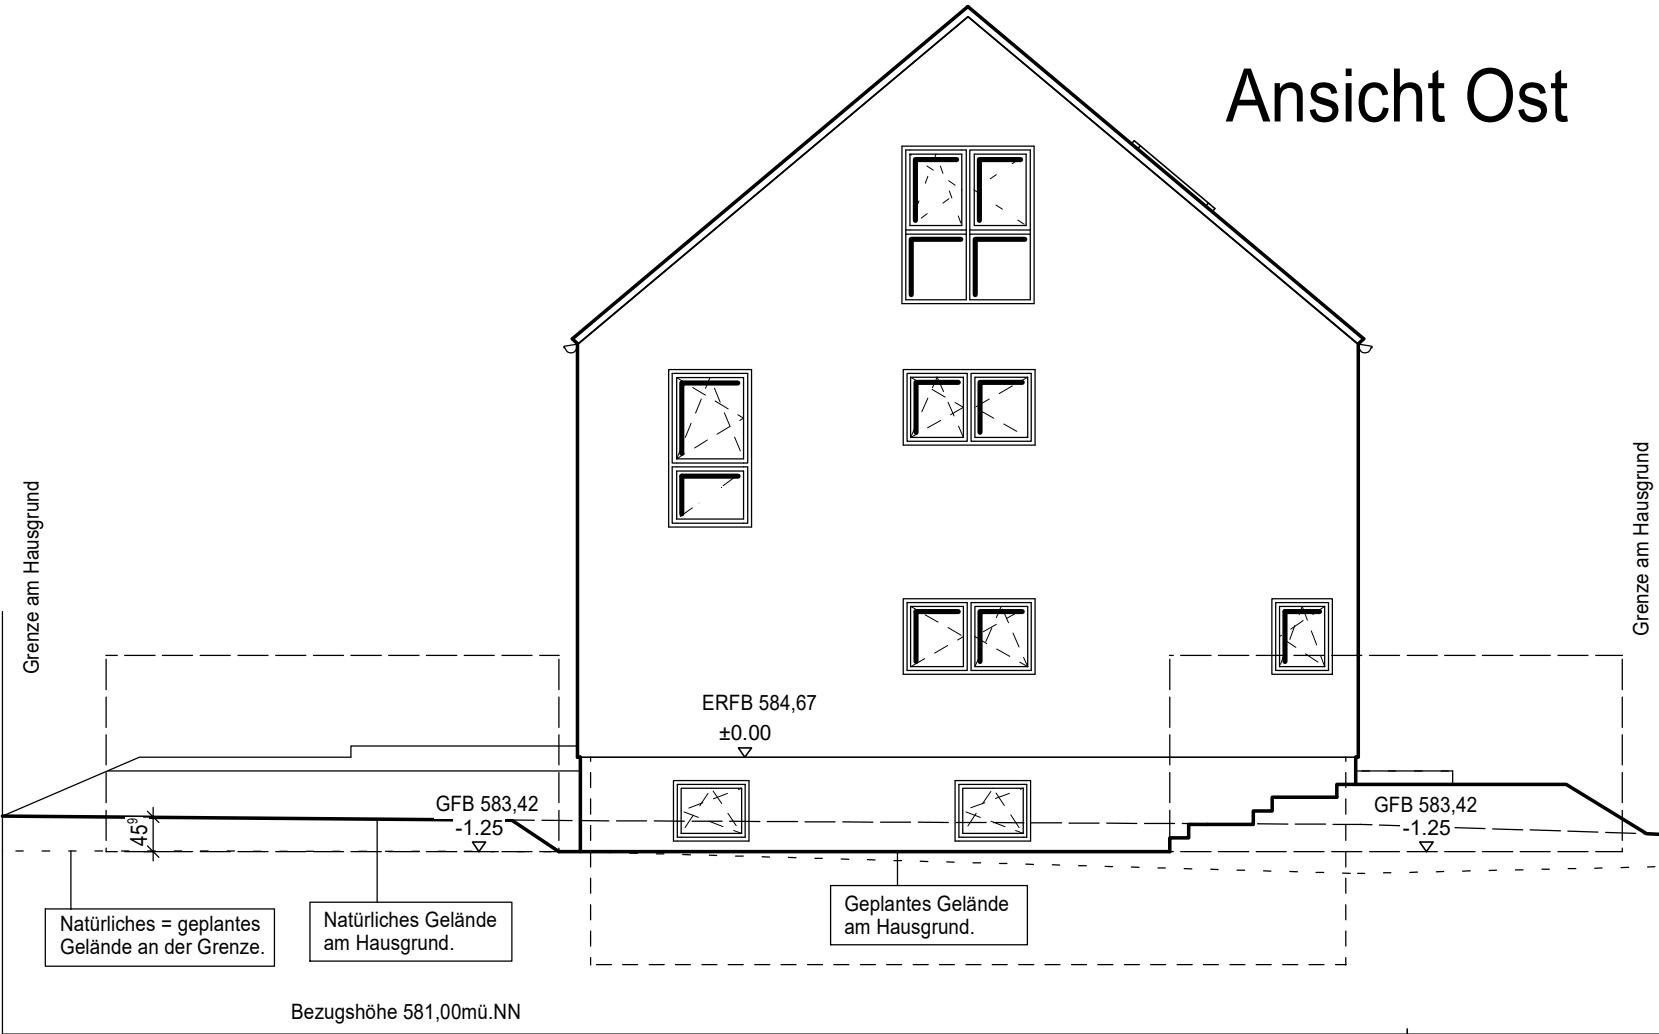 Ansicht Ost
Grenze am Hausgrund
Grenze am Hausgrund
ERFB 584,67
±0.00
GFB 583,42
-1.25
GFB 583,42
-1.25
45⁹
Natürliches = geplantes
Gelände an der Grenze.
Natürliches Gelände
am Hausgrund.
Geplantes Gelände
am Hausgrund.
Bezugshöhe 581,00mü.NN